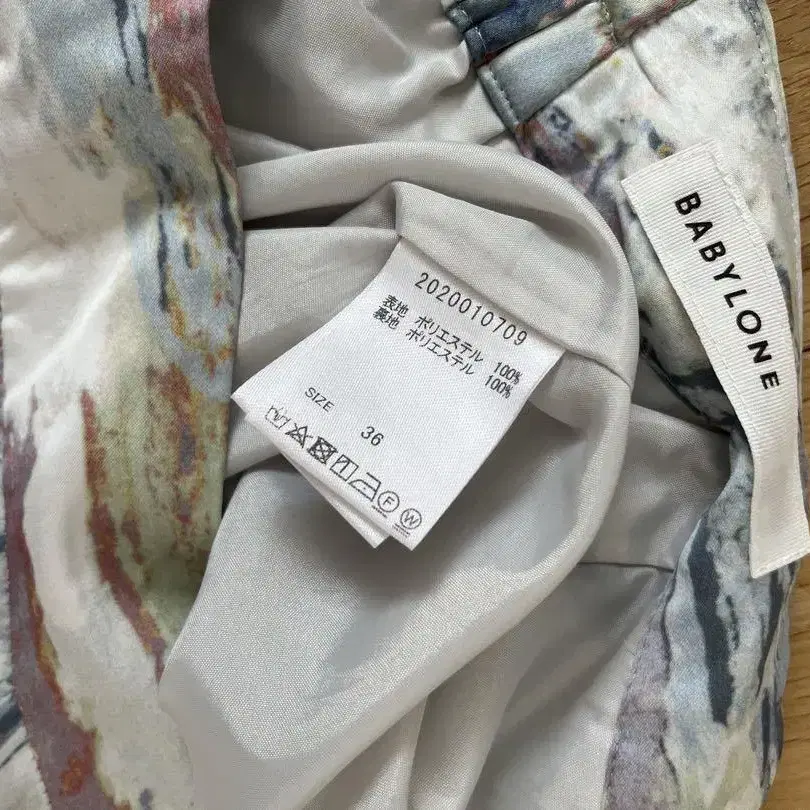 2020010709
表地 ポリエステル 100%
裏地 ポリエステル 100%
SIZE 36
F W
BABYLONE